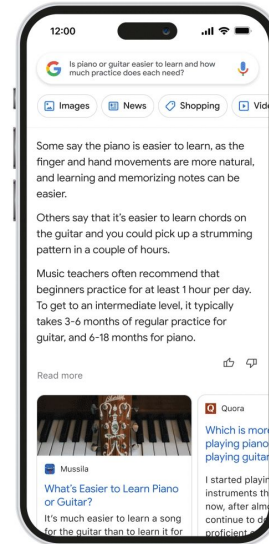 12:00
Is piano or guitar easier to learn and how
much practice does each need?
Images
News
Shopping
Vide
Some say the piano is easier to learn, as the
finger and hand movements are more natural,
and learning and memorizing notes can be
easier.
Others say that it's easier to learn chords on
the guitar and you could pick up a strumming
pattern in a couple of hours.
Music teachers often recommend that
beginners practice for at least 1 hour per day.
To get to an intermediate level, it typically
takes 3-6 months of regular practice for
guitar, and 6-18 months for piano.
Read more
Mussila
What's Easier to Learn Piano
or Guitar?
It's much easier to learn a song
for the guitar than to learn it for
Quora
Which is more
playing piano
playing guitar
I started playin
instruments th
now, after almo
continue to de
proficient